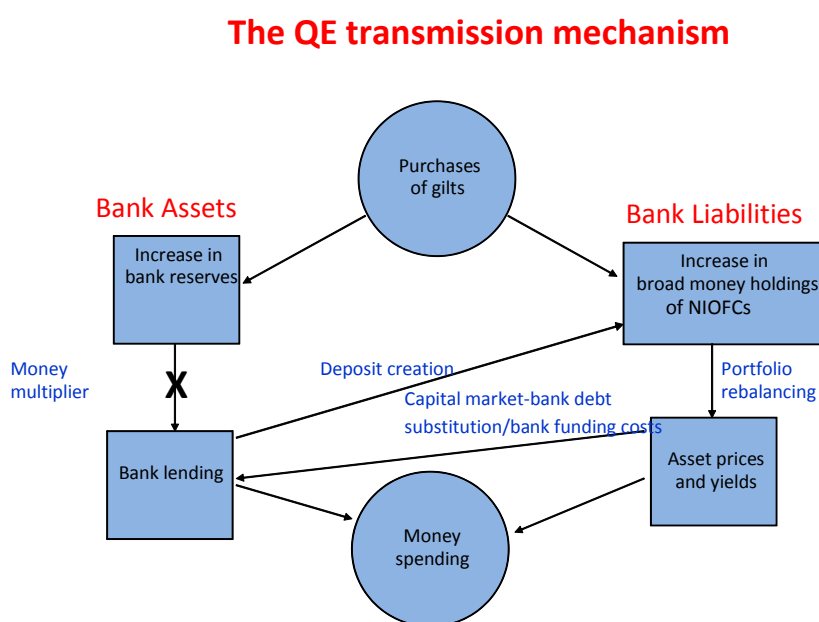 The QE transmission mechanism
Purchases
of gilts
Bank Assets
Bank Liabilities
Increase in
bank reserves
Increase in
broad money holdings
of NIOFCs
Money
multiplier
X
Deposit creation
Portfolio
rebalancing
Capital market-bank debt
substitution/bank funding costs
Bank lending
Asset prices
and yields
Money
spending